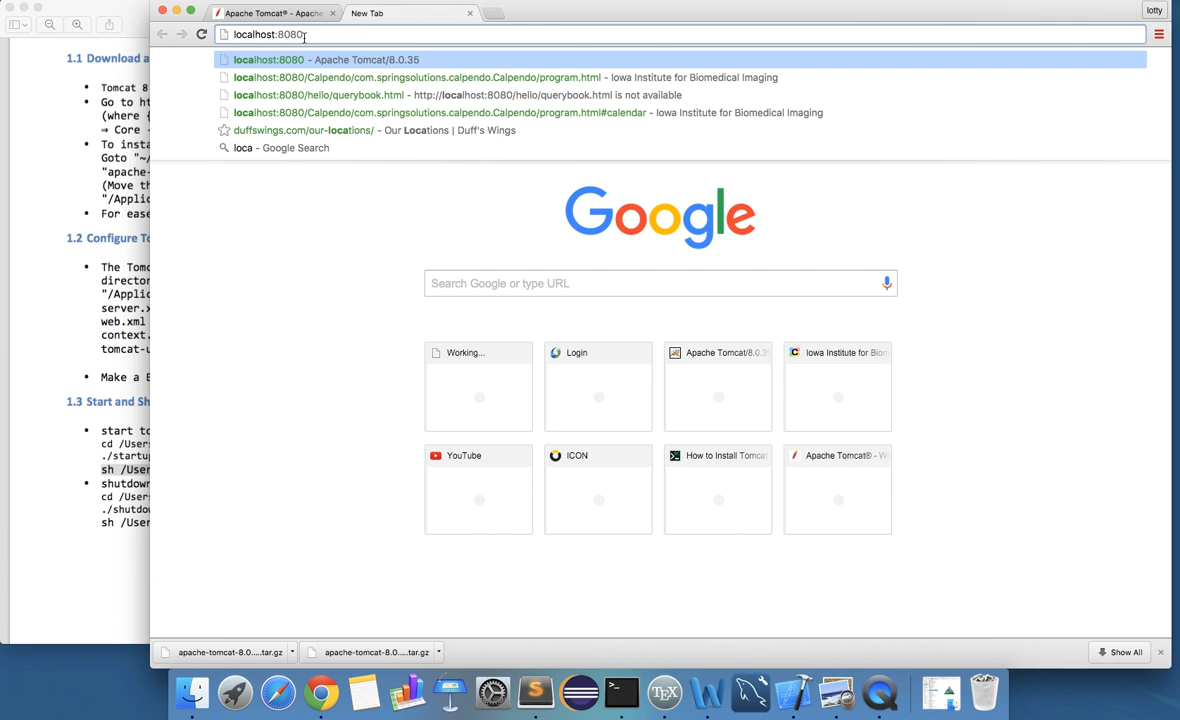 Apache Tomcat® - Apache
New Tab
lotty
localhost:8080
localhost:8080 - Apache Tomcat/8.0.35
localhost:8080/Calpendo/com.springsolutions.calpendo.Calpendo/program.html - Iowa Institute for Biomedical Imaging
localhost:8080/hello/querybook.html - http://localhost:8080/hello/querybook.html is not available
localhost:8080/Calpendo/com.springsolutions.calpendo.Calpendo/program.html#calendar - Iowa Institute for Biomedical Imaging
duffswings.com/our-locations/ - Our Locations | Duff's Wings
loca - Google Search
1.1 Download a
• Tomcat 8
• Go to ht
(where {
⇒ Core -
• To insta
Goto "~/
"apache-
(Move th
"/Applic
• For ease
1.2 Configure To
• The Tomc
director
"/Applic
server.x
web.xml
context.
tomcat-u
• Make a B
1.3 Start and Sh
• start to
cd /User
./startup
sh /User
• shutdown
cd /User
./shutdow
sh /User
Google
Search Google or type URL
Working...
Login
Apache Tomcat/8.0.3
Iowa Institute for Biom
YouTube
ICON
How to Install Tomcat
Apache Tomcat® - W
apache-tomcat-8.0.....tar.gz
apache-tomcat-8.0.....tar.gz
Show All
TEX